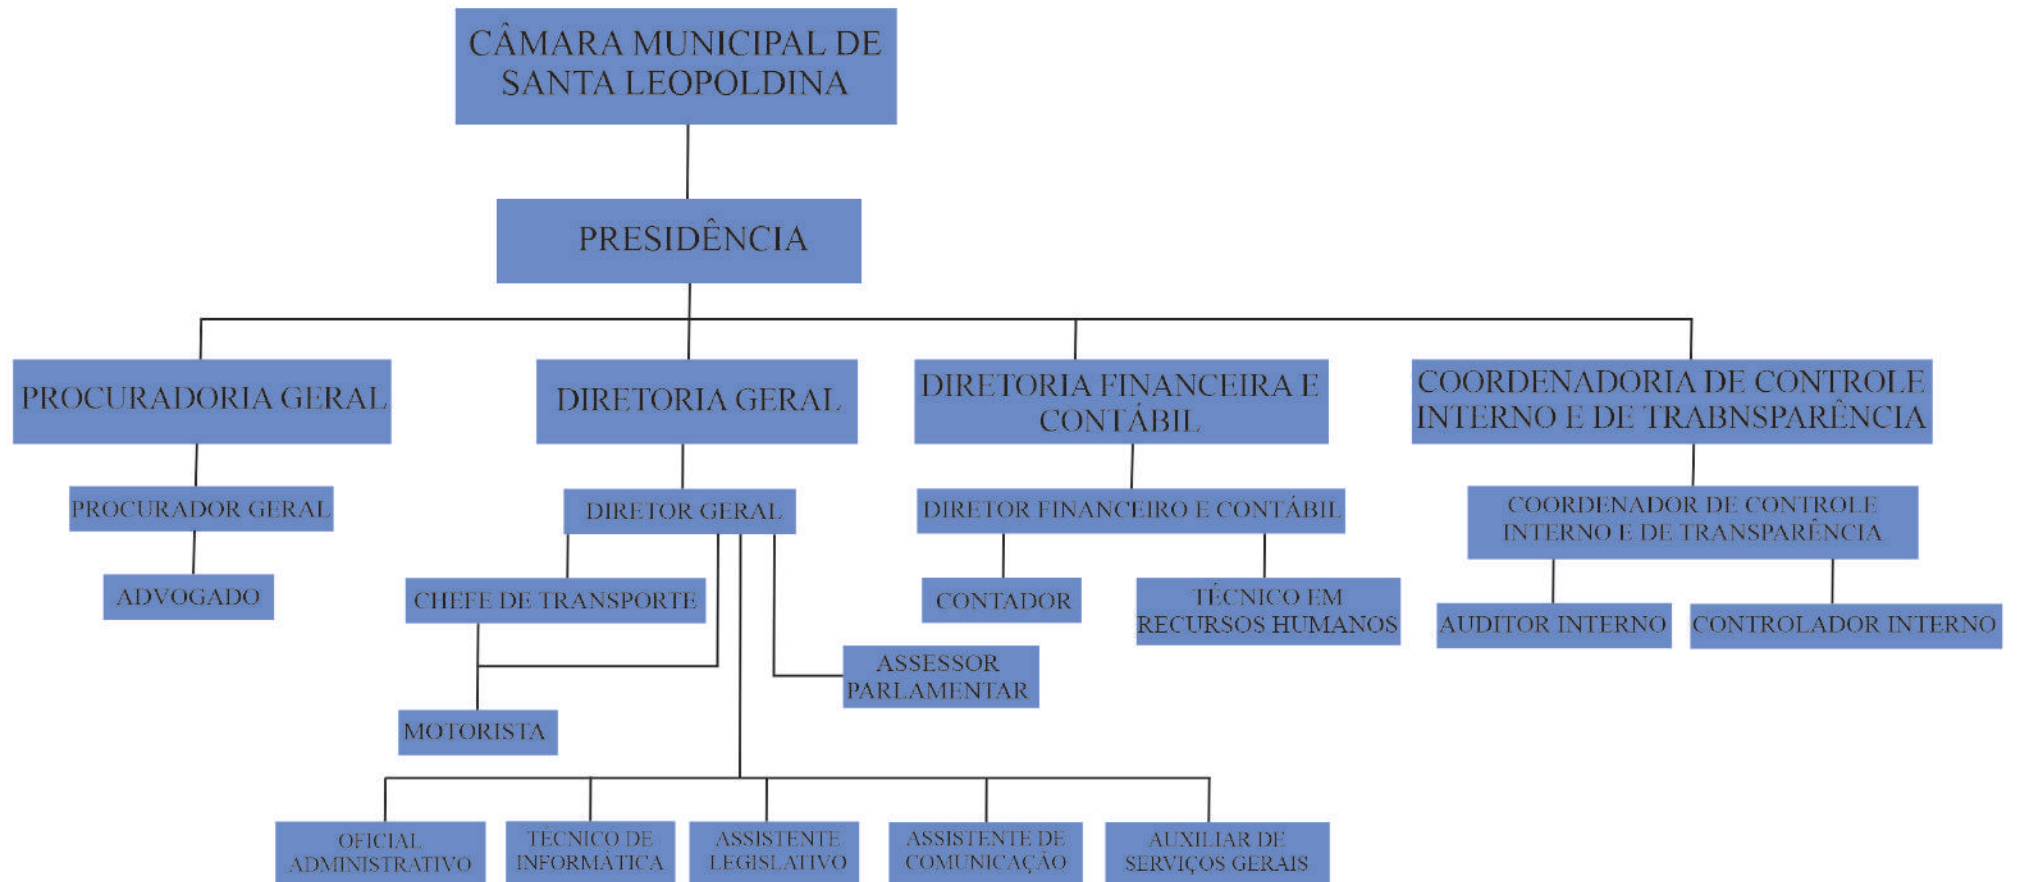 CÂMARA MUNICIPAL DE
SANTA LEOPOLDINA
PRESIDÊNCIA
PROCURADORIA GERAL
DIRETORIA GERAL
DIRETORIA FINANCEIRA E
CONTÁBIL
COORDENADORIA DE CONTROLE
INTERNO E DE TRABNSPARÊNCIA
PROCURADOR GERAL
DIRETOR GERAL
DIRETOR FINANCEIRO E CONTÁBIL
COORDENADOR DE CONTROLE
INTERNO E DE TRANSPARÊNCIA
ADVOGADO
CHEFE DE TRANSPORTE
CONTADOR
TÉCNICO EM
RECURSOS HUMANOS
AUDITOR INTERNO
CONTROLADOR INTERNO
ASSESSOR
PARLAMENTAR
MOTORISTA
OFICIAL
ADMINISTRATIVO
TÉCNICO DE
INFORMÁTICA
ASSISTENTE
LEGISLATIVO
ASSISTENTE DE
COMUNICAÇÃO
AUXILIAR DE
SERVIÇOS GERAIS